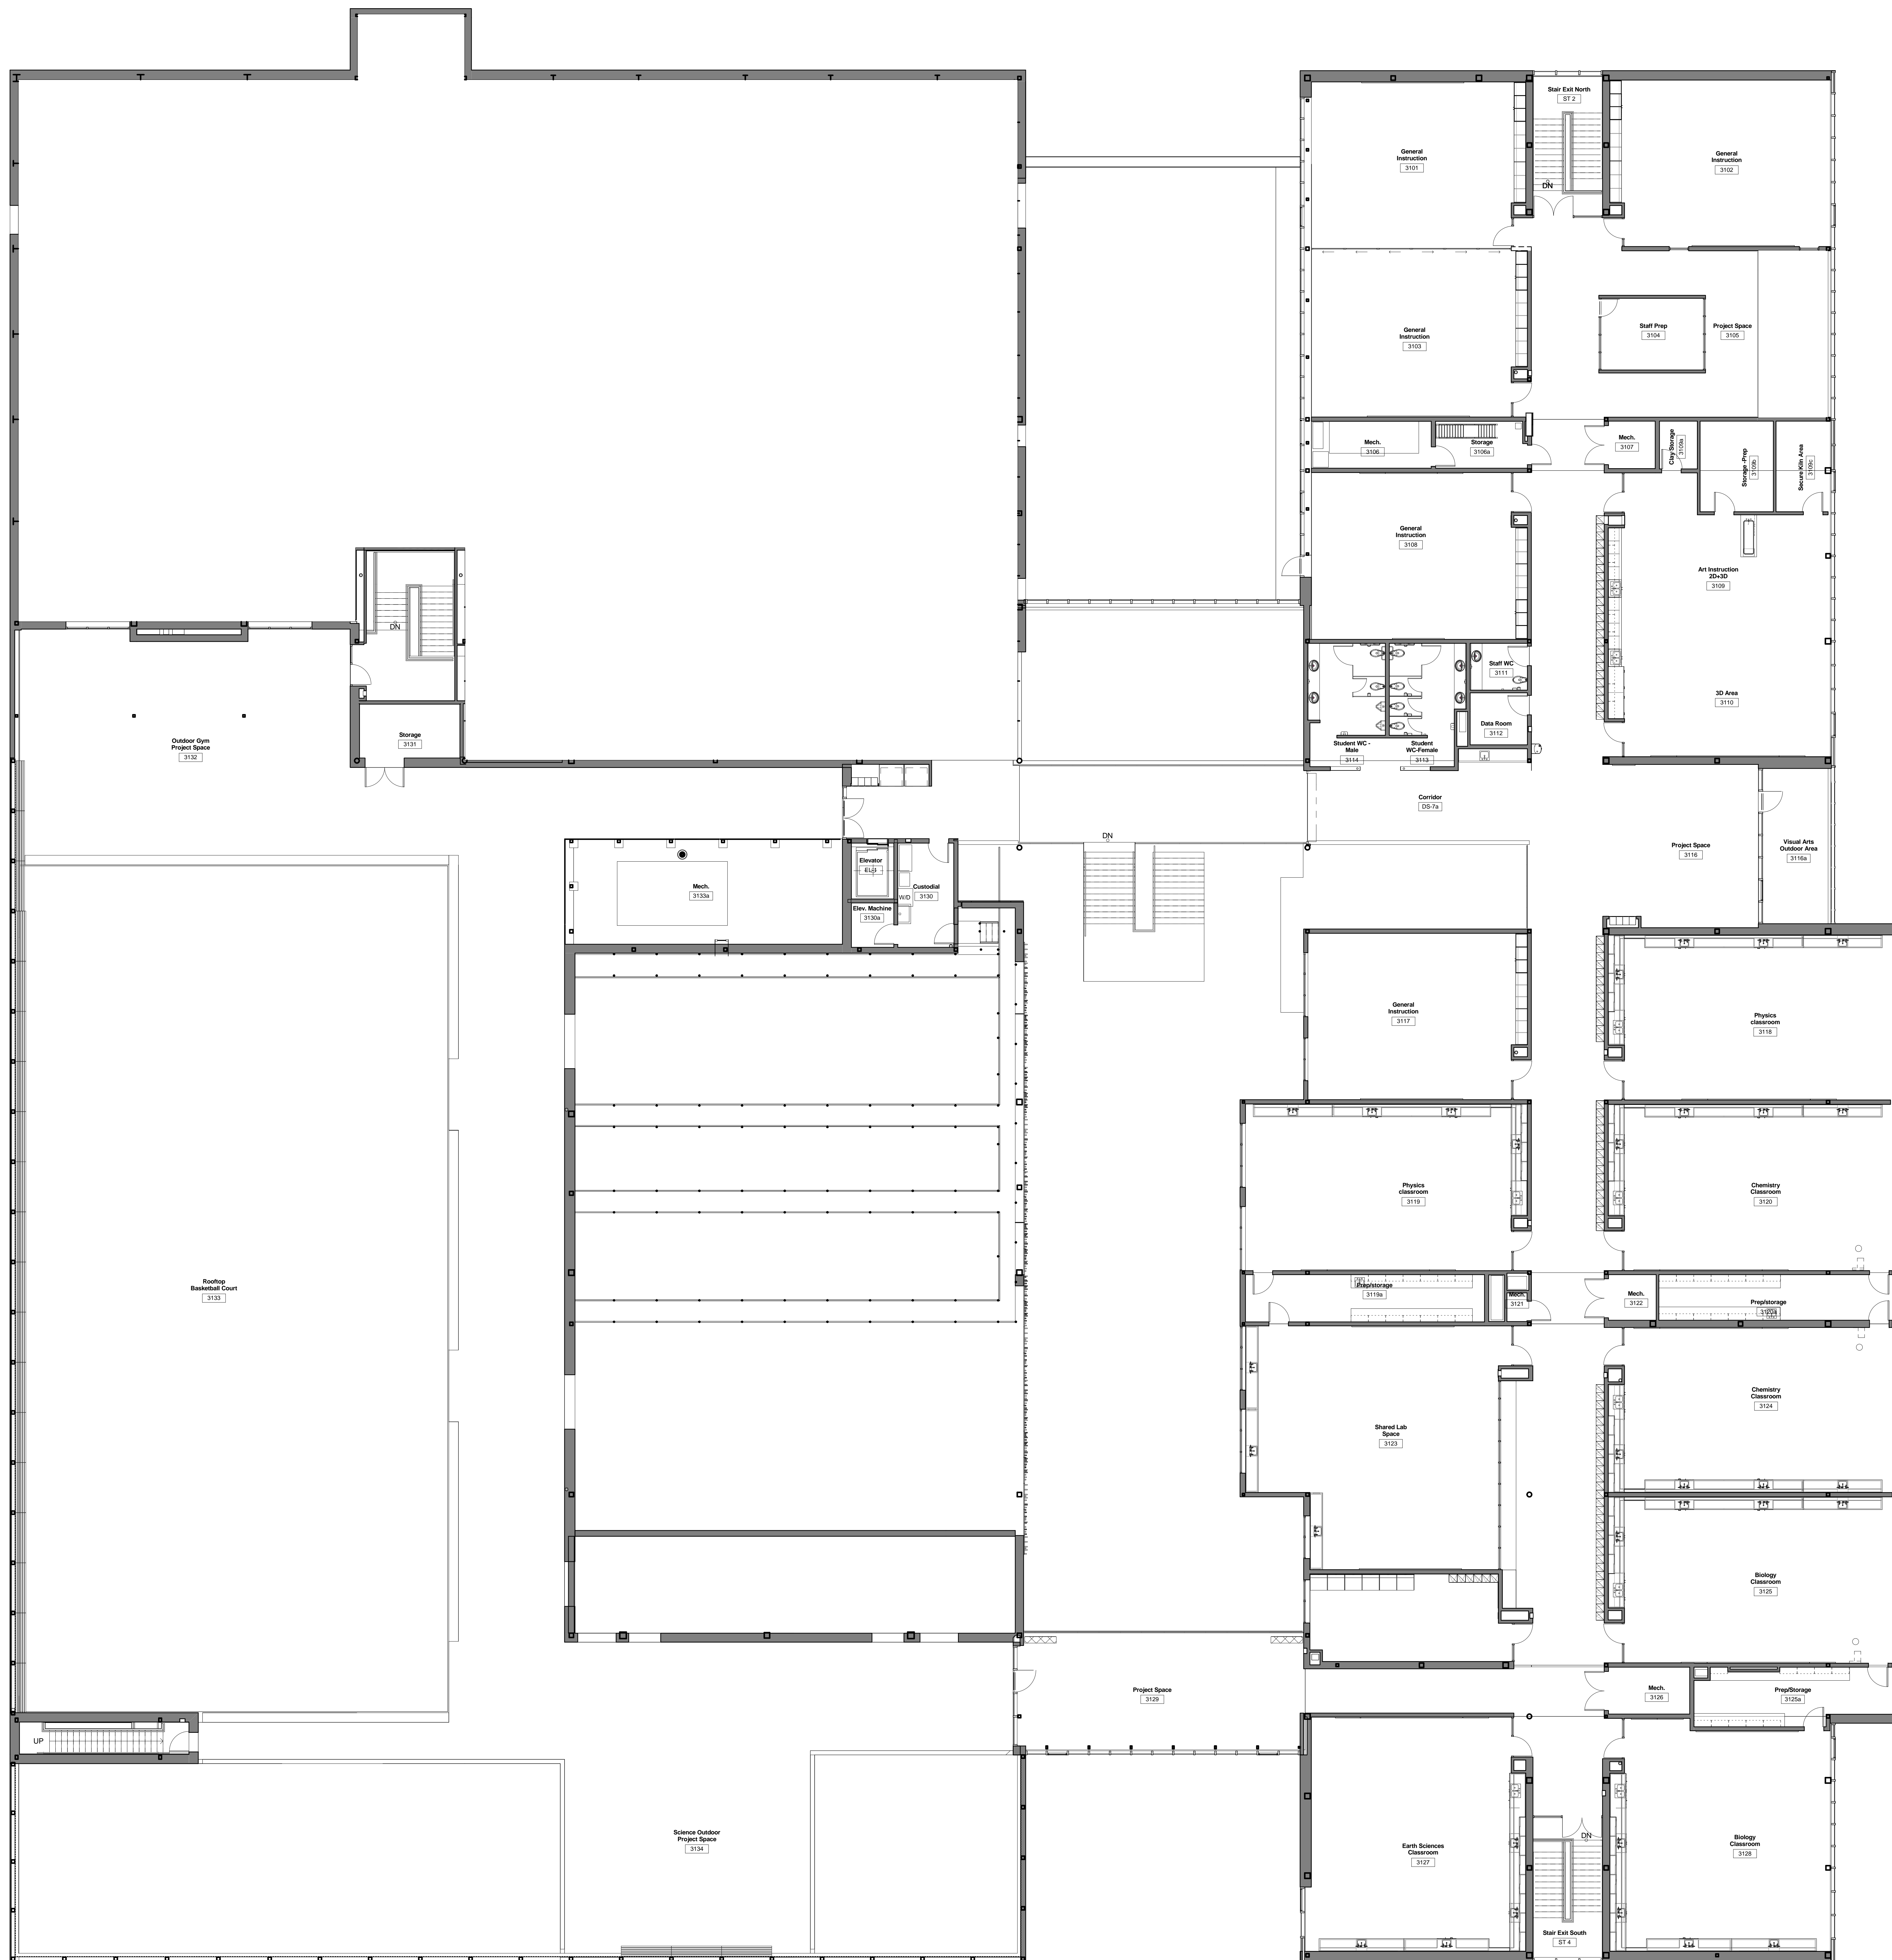 Stair Exit North
ST 2
DN
General
Instruction
3101
General
Instruction
3102
General
Instruction
3103
Staff Prep
3104
Project Space
3105
Mech.
3106
Storage
3106a
Mech.
3107
Clay Storage
3109a
Storage -Prep
3109b
Secure Kiln Area
3109c
General
Instruction
3108
Art Instruction
2D+3D
3109
DN
Staff WC
3111
3D Area
3110
Data Room
3112
Storage
3131
Outdoor Gym
Project Space
3132
Student WC -
Male
3114
Student
WC-Female
3113
Corridor
DS-7a
DN
Project Space
3116
Visual Arts
Outdoor Area
3116a
Elevator
EL-1
Mech.
3133a
Custodial
3130
W/D
Elev. Machine
3130a
General
Instruction
3117
Physics
classroom
3118
Physics
classroom
3119
Chemistry
Classroom
3120
Rooftop
Basketball Court
3133
Prep/storage
3119a
Mech.
3121
Mech.
3122
Prep/storage
3120a
Chemistry
Classroom
3124
Shared Lab
Space
3123
Biology
Classroom
3125
Project Space
3129
Mech.
3126
Prep/Storage
3125a
UP
Science Outdoor
Project Space
3134
Earth Sciences
Classroom
3127
DN
Biology
Classroom
3128
Stair Exit South
ST 4